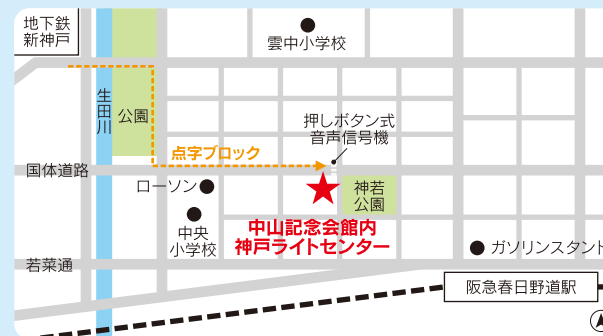 地下鉄
新神戸
雲中小学校
生田川
公園
押しボタン式
音声信号機
点字ブロック
国体道路
ローソン
神若
公園
中央
小学校
中山記念会館内
神戸ライトセンター
ガソリンスタンド
若菜通
阪急春日野道駅